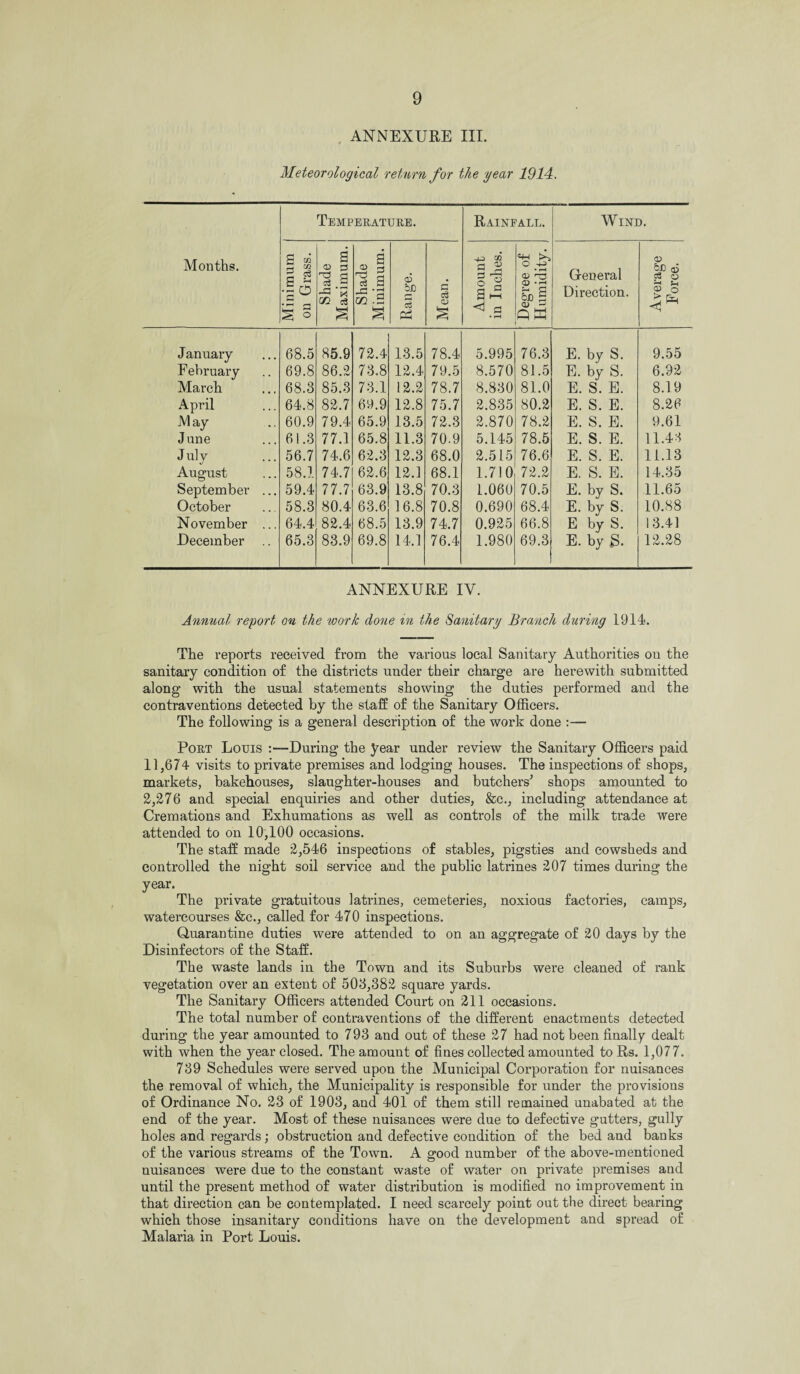 9
ANNEXURE III.
Meteorological return for the year 1914.
Months. Temperature. Rainfall. Wind.
Minimum on Grass. Shade Maximum. Shade Minimum. Range. Mean. Amount in Inches. Degree of Humidity. General Direction. Average Force.
January ... 68.5 85.9 72.4 13.5 78.4 5.995 76.3 E. by S. 9.55
February .. 69.8 86.2 73.8 12.4 79.5 8.570 81.5 E. by S. 6.92
March ... 68.3 85.3 73.1 12.2 78.7 8.830 81.0 E. S. E. 8.19
April ... 64.8 82.7 69.9 12.8 75.7 2.835 80.2 E. S. E. 8.26
May .. 60.9 79.4 65.9 13.5 72.3 2.870 78.2 E. S. E. 9.61
June ... 61.3 77.1 65.8 11.3 70.9 5.145 78.5 E. S. E. 11.43
July ... 56.7 74.6 62.3 12.3 68.0 2.515 76.6 E. S. E. 11.13
August ... 58.1 74.7 62.6 12.1 68.1 1.710 72.2 E. S. E. 14.35
September ... 59.4 77.7 63.9 13.8 70.3 1.060 70.5 E. by S. 11.65
October ... 58.3 80.4 63.6 16.8 70.8 0.690 68.4 E. by S. 10.88
November ... 64.4 82.4 68.5 13.9 74.7 0.925 66.8 E by S. 13.41
December .. 65.3 83.9 69.8 14.1 76.4 1.980 69.3 E. by S. 12.28
ANNEXURE IV.
Annual report on the work done in the Sanitary Branch during 1914.
The reports received from the various local Sanitary Authorities on the
sanitary condition of the districts under their charge are herewith submitted
along with the usual statements showing the duties performed and the
contraventions detected by the staff of the Sanitary Officers.
The following is a general description of the work done :—
Port Louis :—During the year under review the Sanitary Officers paid
11,674 visits to private premises and lodging houses. The inspections of shops,
markets, bakehouses, slaughter-houses and butchers' shops amounted to
2,276 and special enquiries and other duties, &c., including attendance at
Cremations and Exhumations as well as controls of the milk trade were
attended to on 10,100 occasions.
The staff made 2,546 inspections of stables, pigsties and cowsheds and
controlled the night soil service and the public latrines 207 times during the
year.
The private gratuitous latrines, cemeteries, noxious factories, camps,
watercourses &c., called for 470 inspections.
Quarantine duties were attended to on an aggregate of 20 days by the
Disinfectors of the Staff.
The waste lands in the Town and its Suburbs were cleaned of rank
vegetation over an extent of 503,382 square yards.
The Sanitary Officers attended Court on 211 occasions.
The total number of contraventions of the different enactments detected
during the year amounted to 793 and out of these 27 had not been finally dealt
with when the year closed. The amount of fines collected amounted to Rs. 1,077.
739 Schedules were served upon the Municipal Corporation for nuisances
the removal of which, the Municipality is responsible for under the provisions
of Ordinance No. 23 of 1903, and 401 of them still remained unabated at the
end of the year. Most of these nuisances were due to defective gutters, gully
holes and regards; obstruction and defective condition of the bed and banks
of the various streams of the Town. A good number of the above-mentioned
nuisances were due to the constant waste of water on private premises and
until the present method of water distribution is modified no improvement in
that direction can be contemplated. I need scarcely point out the direct bearing
which those insanitary conditions have on the development and spread of
Malaria in Port Louis.